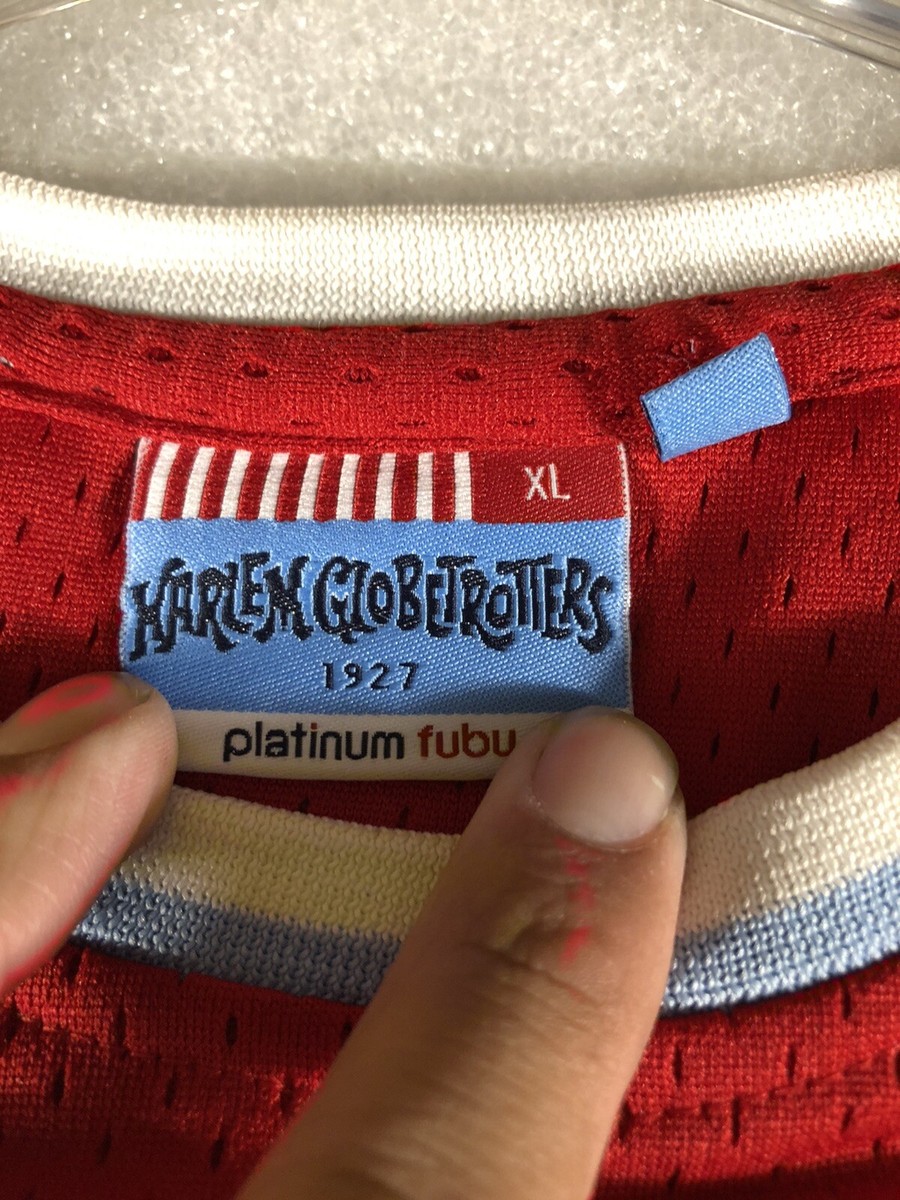 XL
HARLEM GLOBETROTTERS
1927
platinum fubu